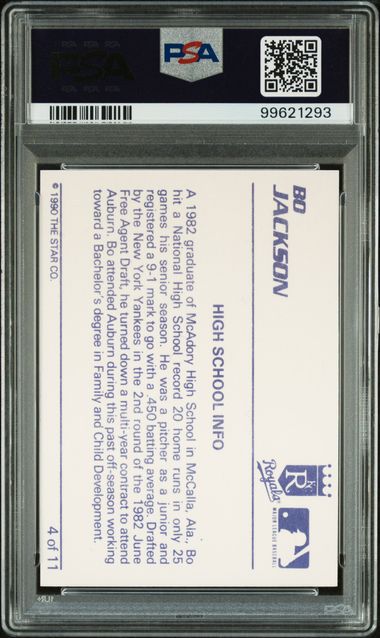 PSA
PSA
99621293
BO
JACKSON
Royals
MAJOR LEAGUE BASEBALL
HIGH SCHOOL INFO
A 1982 graduate of McAdory High School in McCalla, Ala., Bo
hit a National High School record 20 home runs in only 25
games his senior season. He was a pitcher as a junior and
registered a 9-1 mark to go with a .450 batting average. Drafted
by the New York Yankees in the 2nd round of the 1982 June
Free Agent Draft, he turned down a multi-year contract to attend
Auburn. Bo attended Auburn during this past off-season working
toward a Bachelor's degree in Family and Child Development.
© 1990 THE STAR CO.
4 of 11